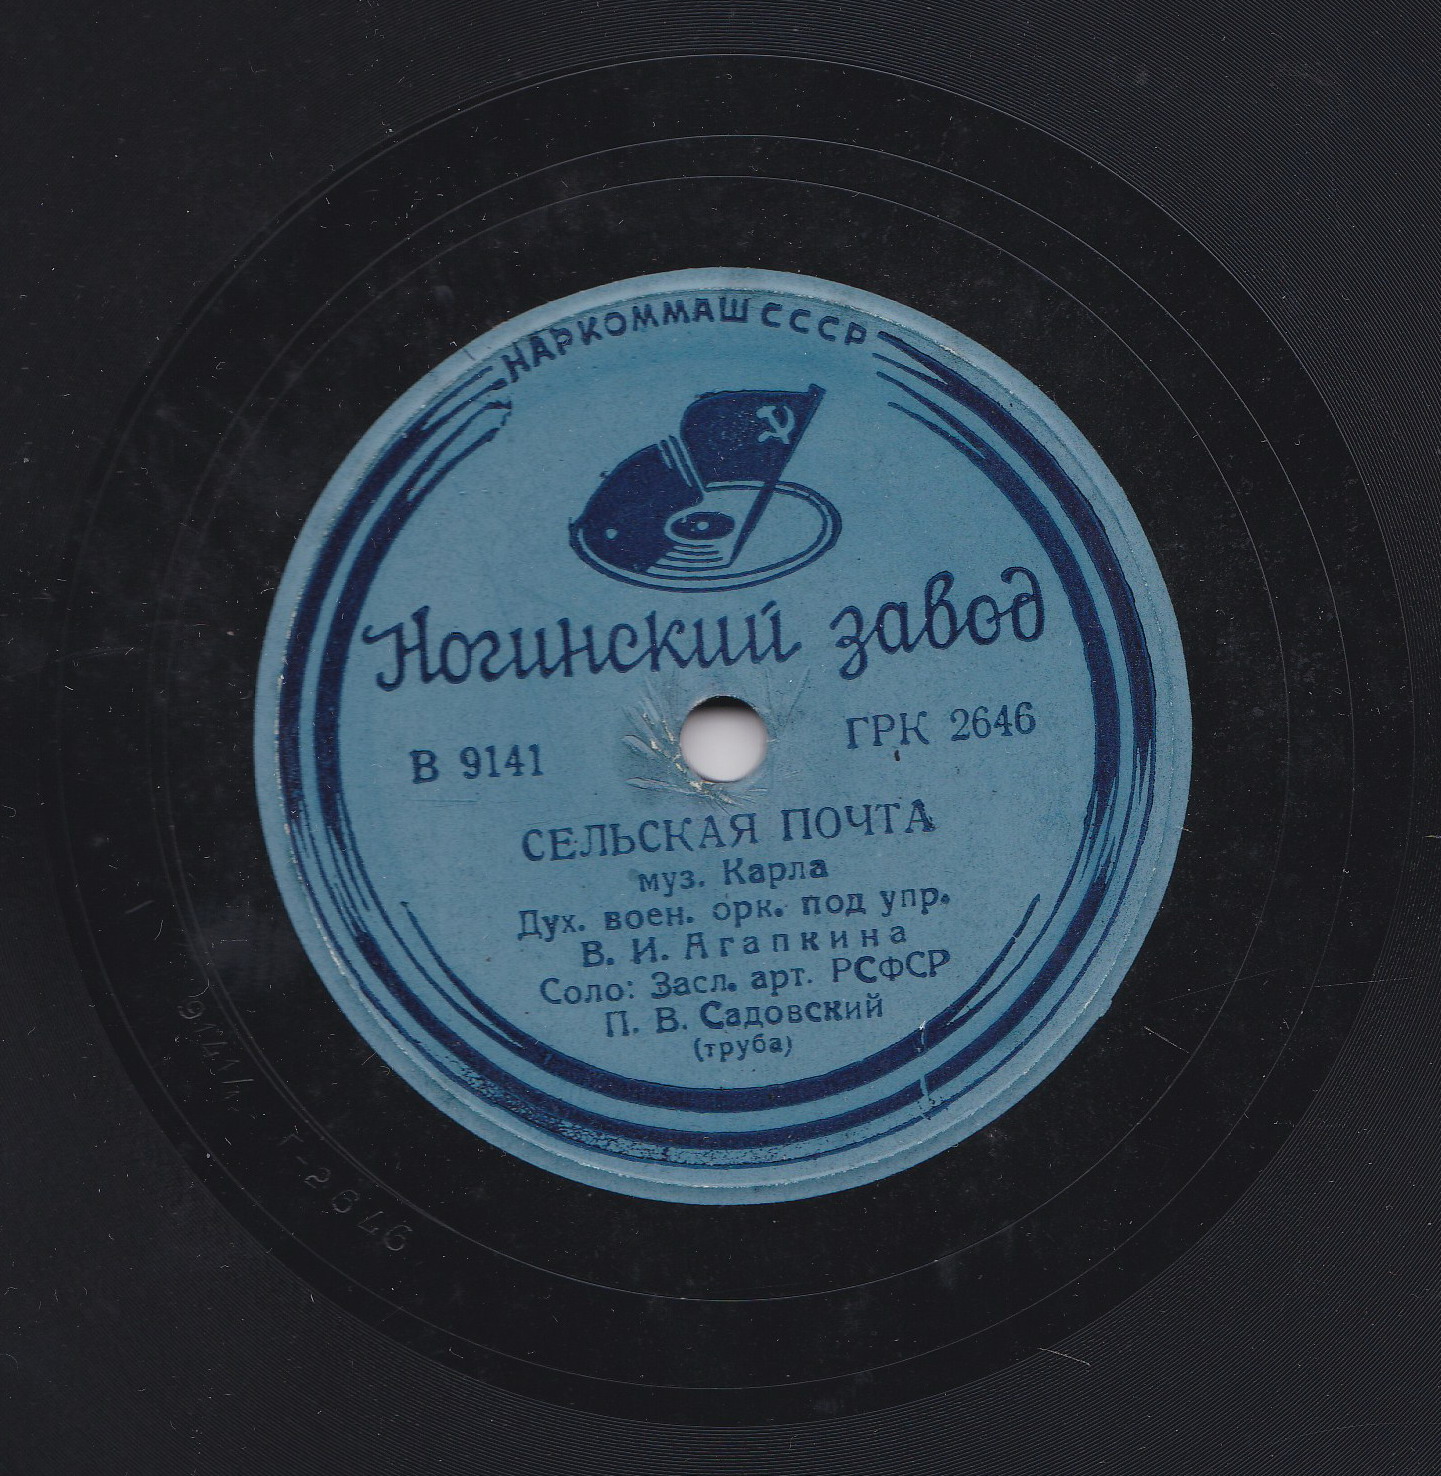 НАРКОММАШ СССР
Ногинский завод
В 9141
ГРК 2646
СЕЛЬСКАЯ ПОЧТА
муз. Карла
Дух. воен. орк. под упр.
В. И. Агапкина
Соло: Засл. арт. РСФСР
П. В. Садовский
(труба)